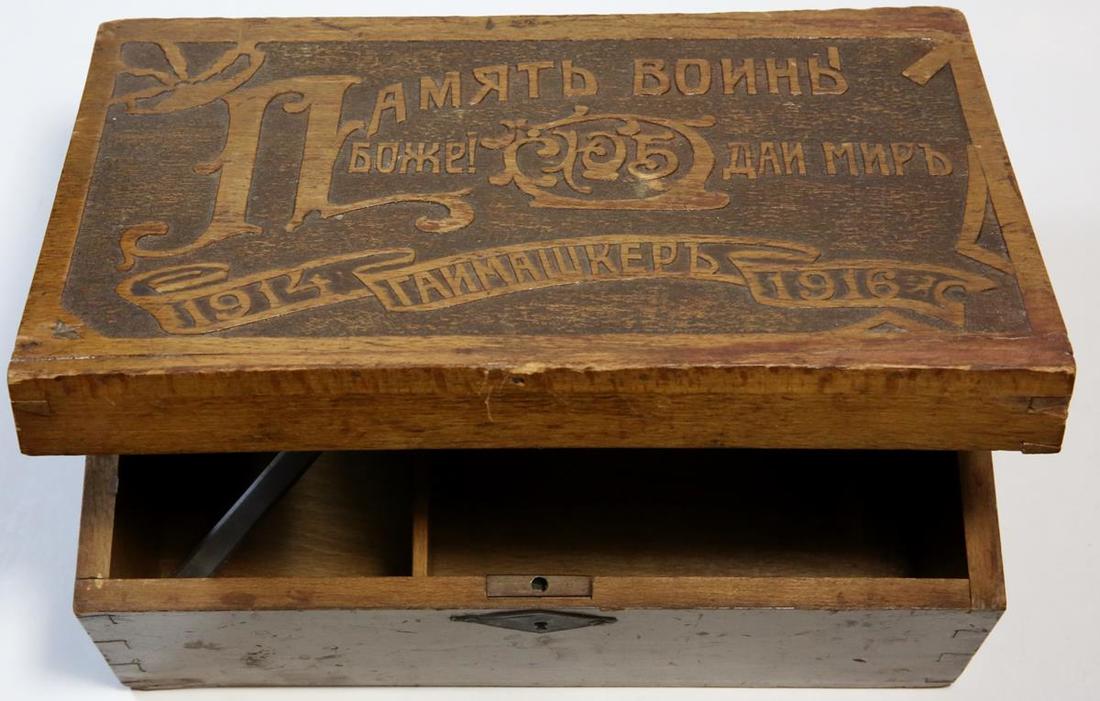 ПАМЯТЬ ВОИНЫ
БОЖЕ! ДАИ МИРЪ
1914 ГАИМАШКЕРЪ 1916